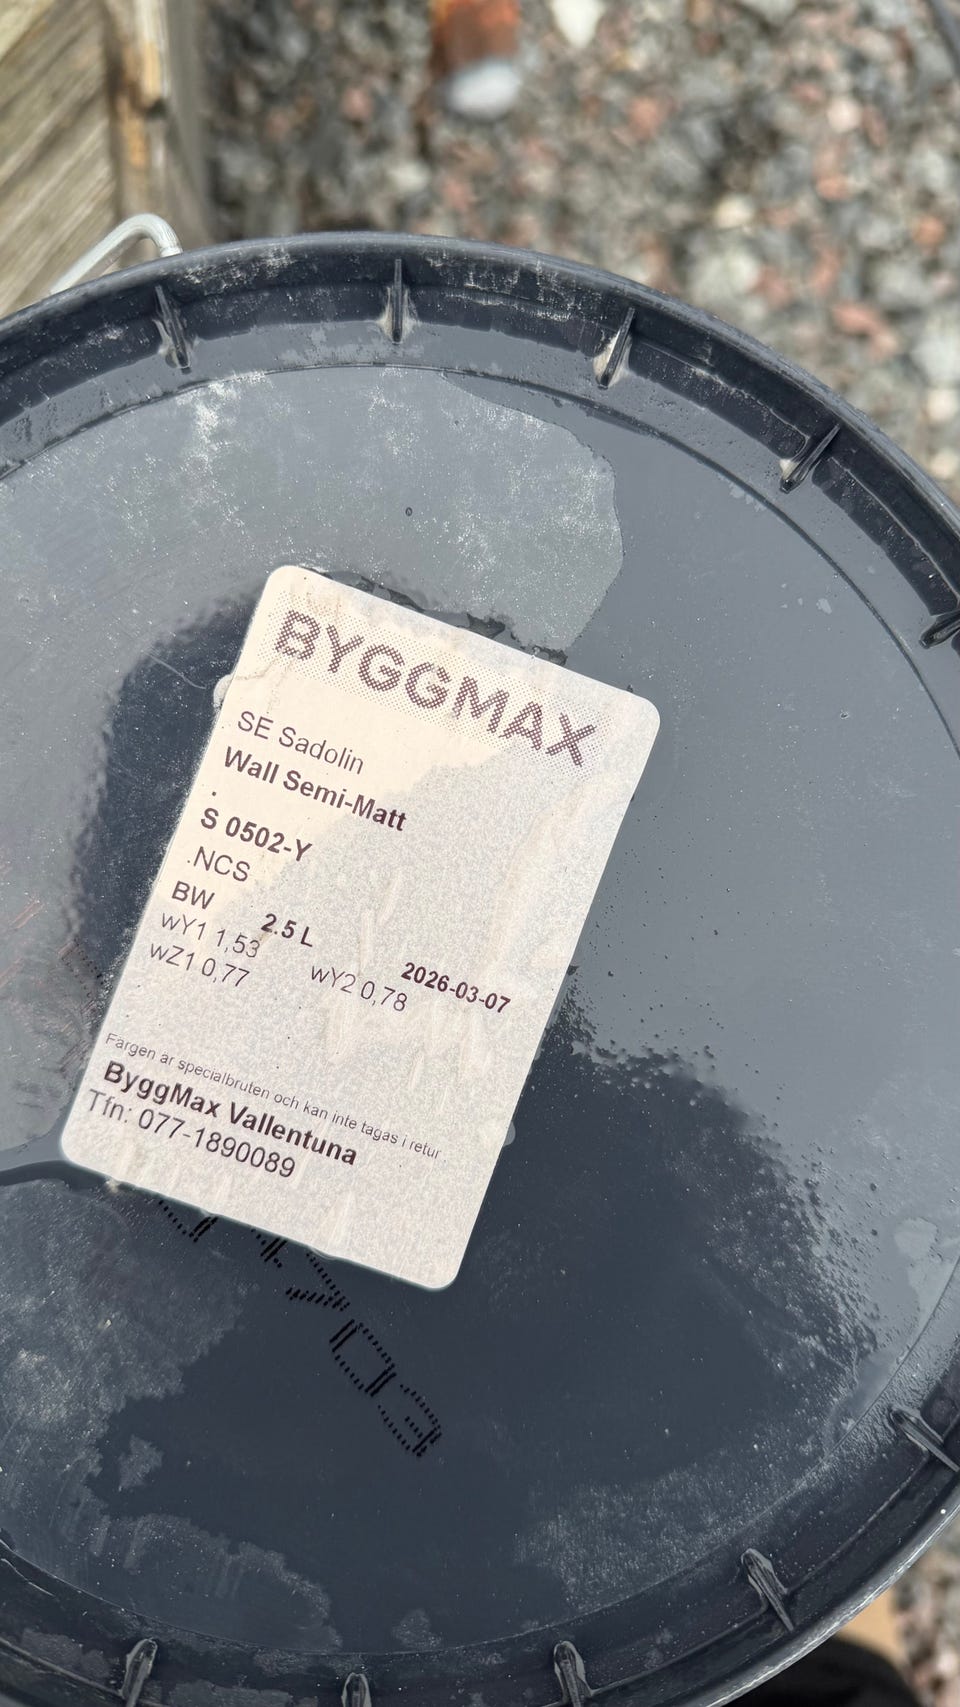 BYGGMAX
SE Sadolin
Wall Semi-Matt
S 0502-Y
NCS
BW 2.5 L 2026-03-07
wY1 1,53 wY2 0,78
wZ1 0,77
Färgen är specialbruten och kan inte tagas i retur
ByggMax Vallentuna
Tfn: 077-1890089